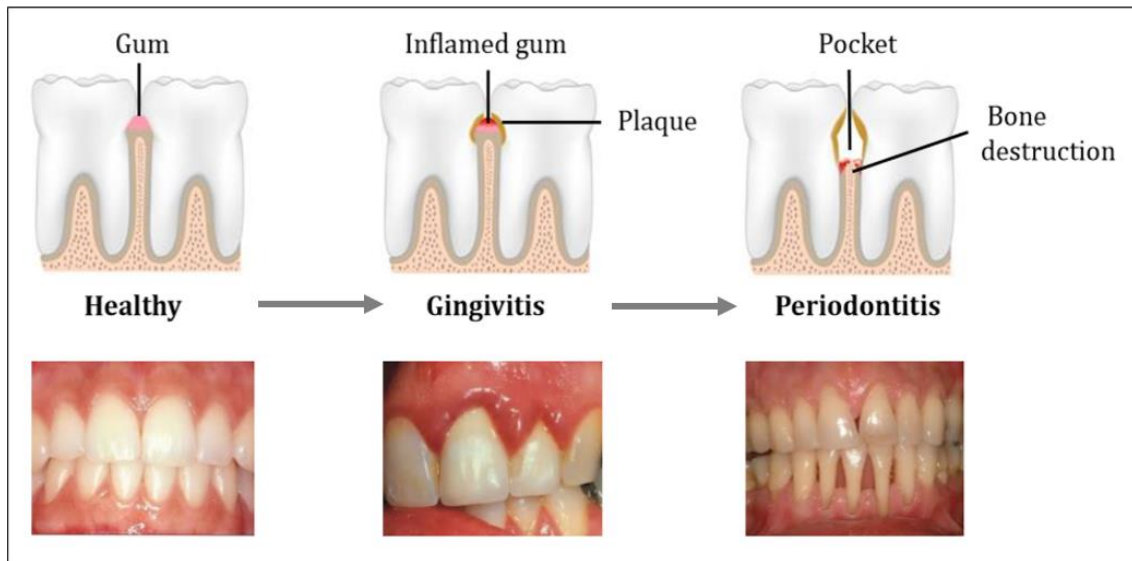 Gum
Inflamed gum
Plaque
Pocket
Bone
destruction
Healthy
Gingivitis
Periodontitis